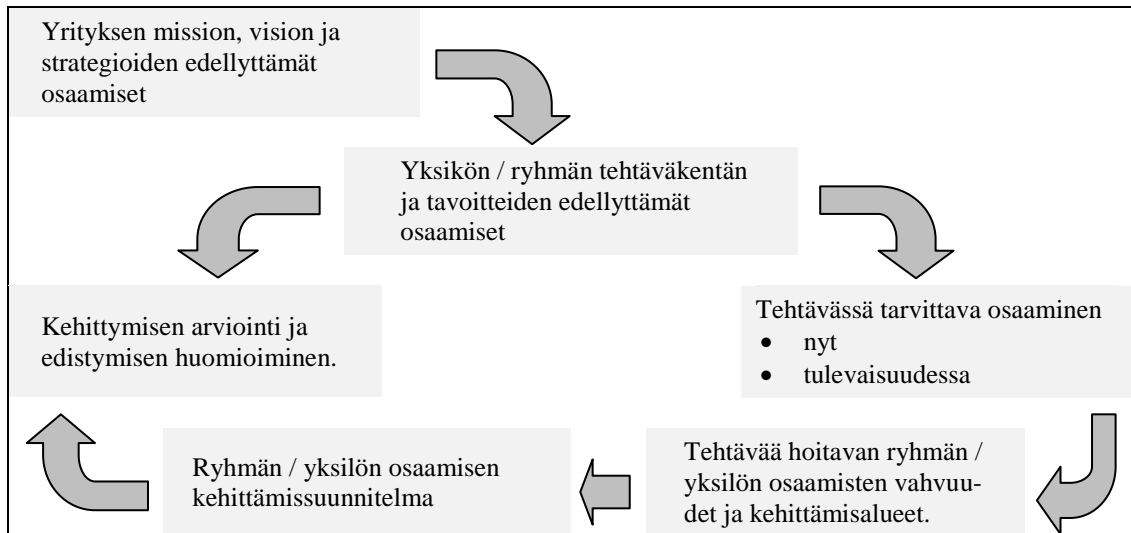 Yrityksen mission, vision ja
strategioiden edellyttämät
osaamiset
Yksikön / ryhmän tehtäväkentän
ja tavoitteiden edellyttämät
osaamiset
Kehittymisen arviointi ja
edistymisen huomioiminen.
Tehtävässä tarvittava osaaminen
• nyt
• tulevaisuudessa
Ryhmän / yksilön osaamisen
kehittämissuunnitelma
Tehtävää hoitavan ryhmän /
yksilön osaamisten vahvuu-
det ja kehittämisalueet.